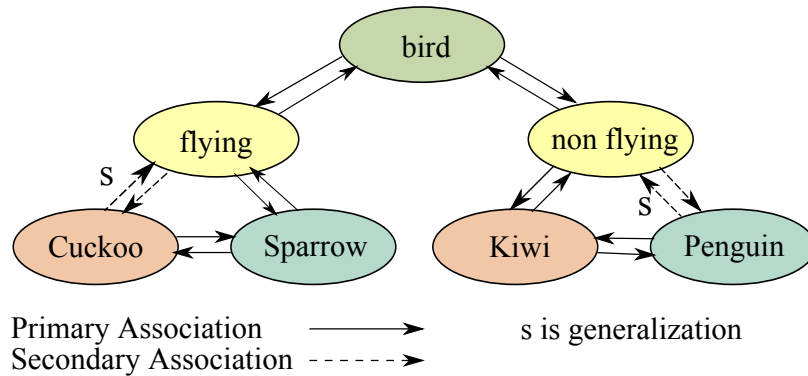 bird
flying
non flying
s
s
Cuckoo
Sparrow
Kiwi
Penguin
Primary Association
s is generalization
Secondary Association